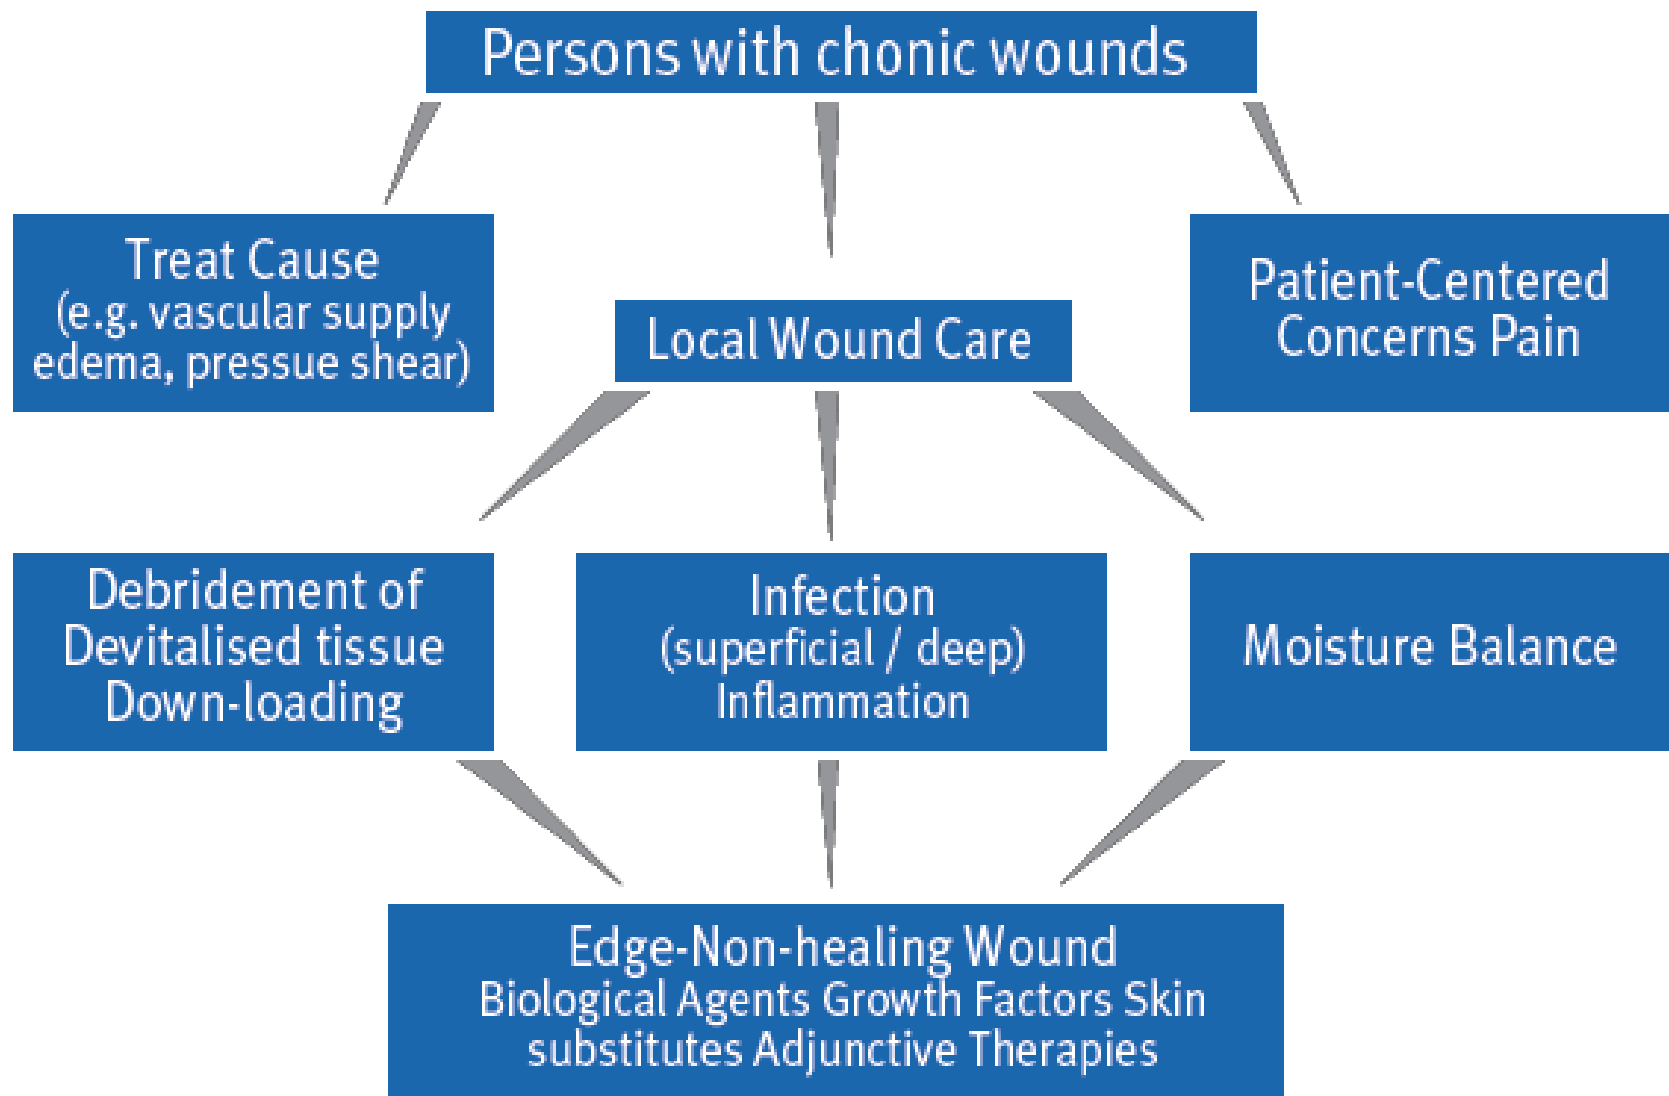 Persons with chonic wounds
Treat Cause
(e.g. vascular supply
edema, pressue shear)
Local Wound Care
Patient-Centered
Concerns Pain
Debridement of
Devitalised tissue
Down-loading
Infection
(superficial / deep)
Inflammation
Moisture Balance
Edge-Non-healing Wound
Biological Agents Growth Factors Skin
substitutes Adjunctive Therapies